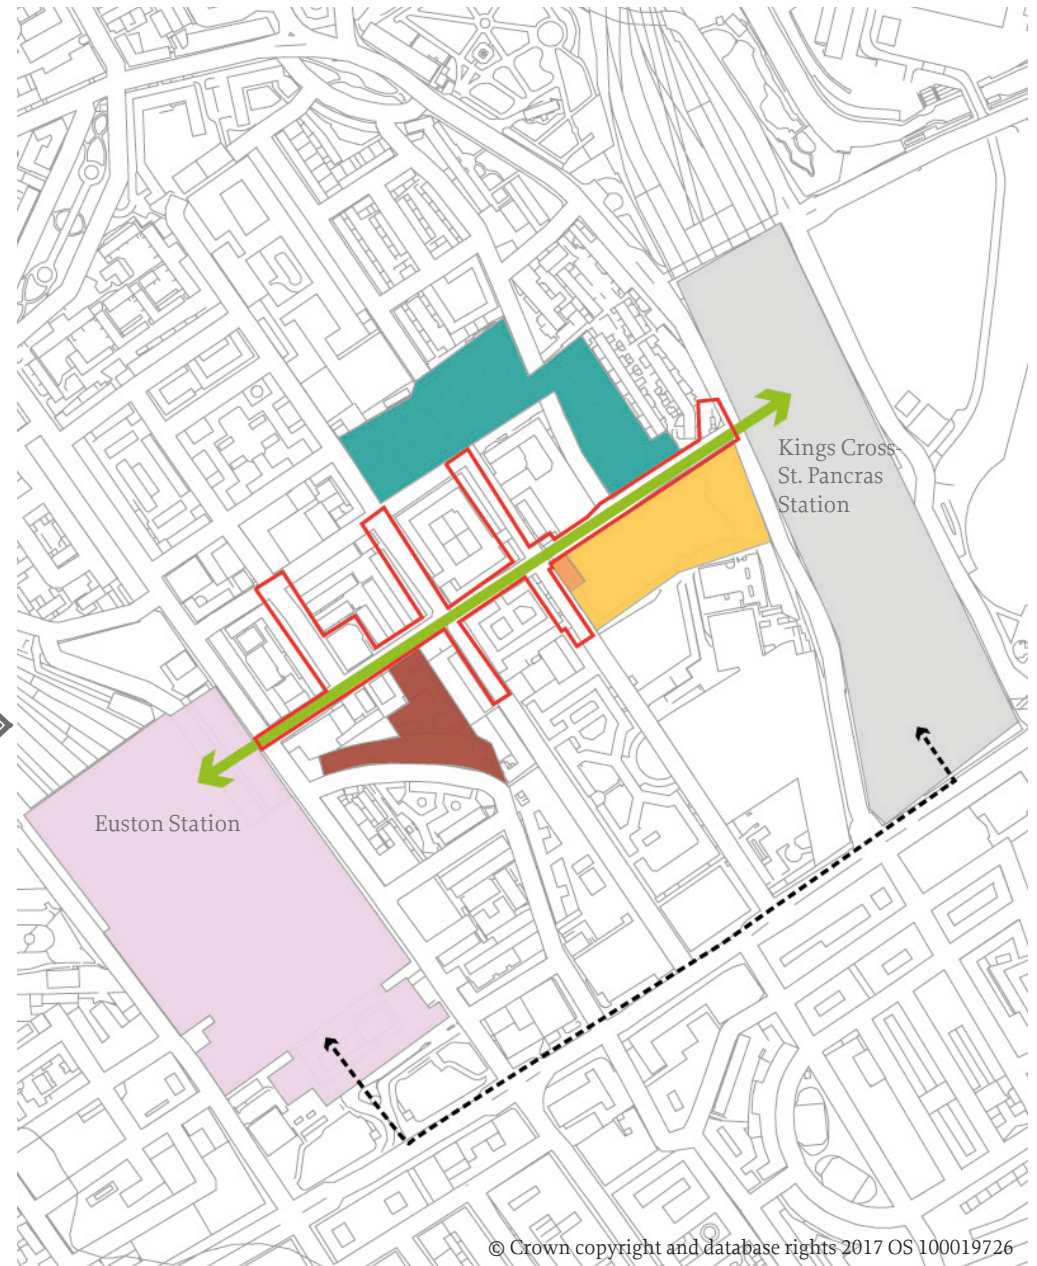 Kings Cross-
St. Pancras
Station
Euston Station
© Crown copyright and database rights 2017 OS 100019726